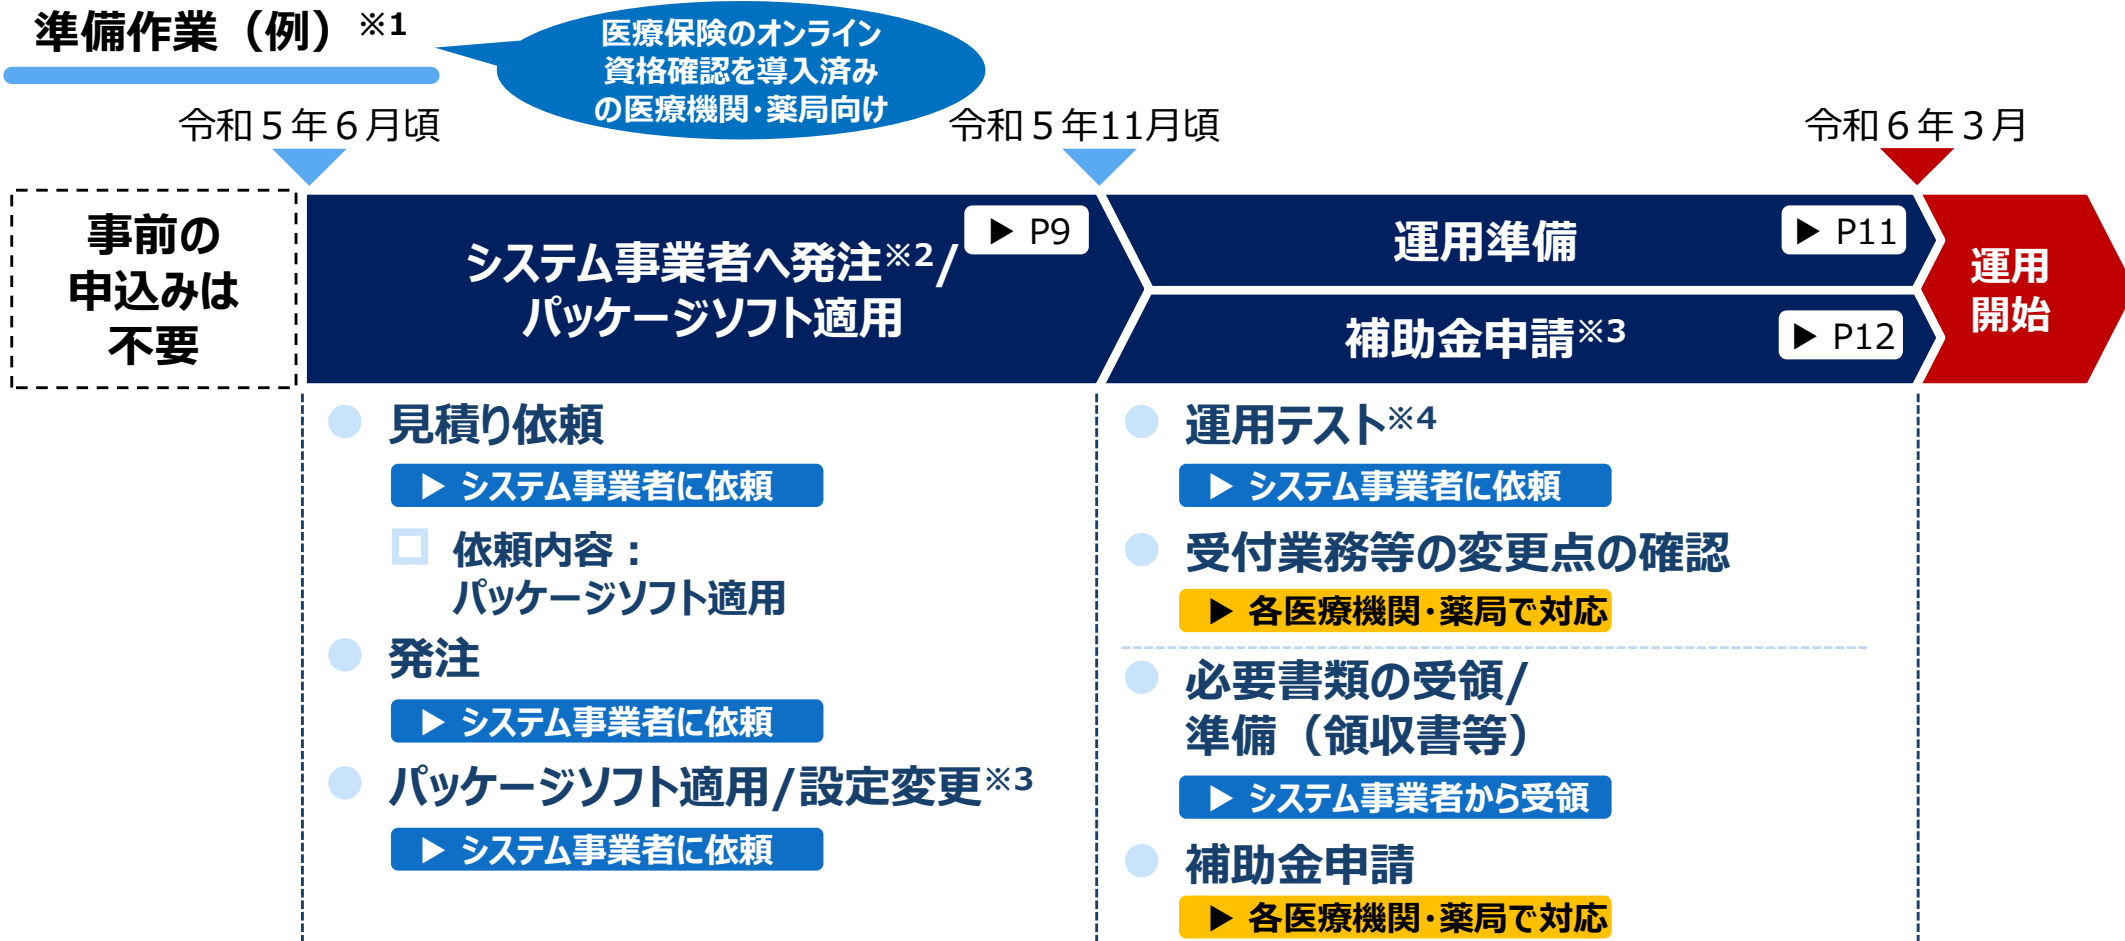 準備作業（例）※1
医療保険のオンライン
資格確認を導入済み
の医療機関・薬局向け
令和５年６月頃
令和５年11月頃
令和６年３月
事前の
申込みは
不要
システム事業者へ発注※2/
パッケージソフト適用
▶ P9
運用準備
▶ P11
補助金申請※3
▶ P12
運用
開始
見積り依頼
▶ システム事業者に依頼
依頼内容：
パッケージソフト適用
発注
▶ システム事業者に依頼
パッケージソフト適用/設定変更※3
▶ システム事業者に依頼
運用テスト※4
▶ システム事業者に依頼
受付業務等の変更点の確認
▶ 各医療機関・薬局で対応
必要書類の受領/
準備（領収書等）
▶ システム事業者から受領
補助金申請
▶ 各医療機関・薬局で対応